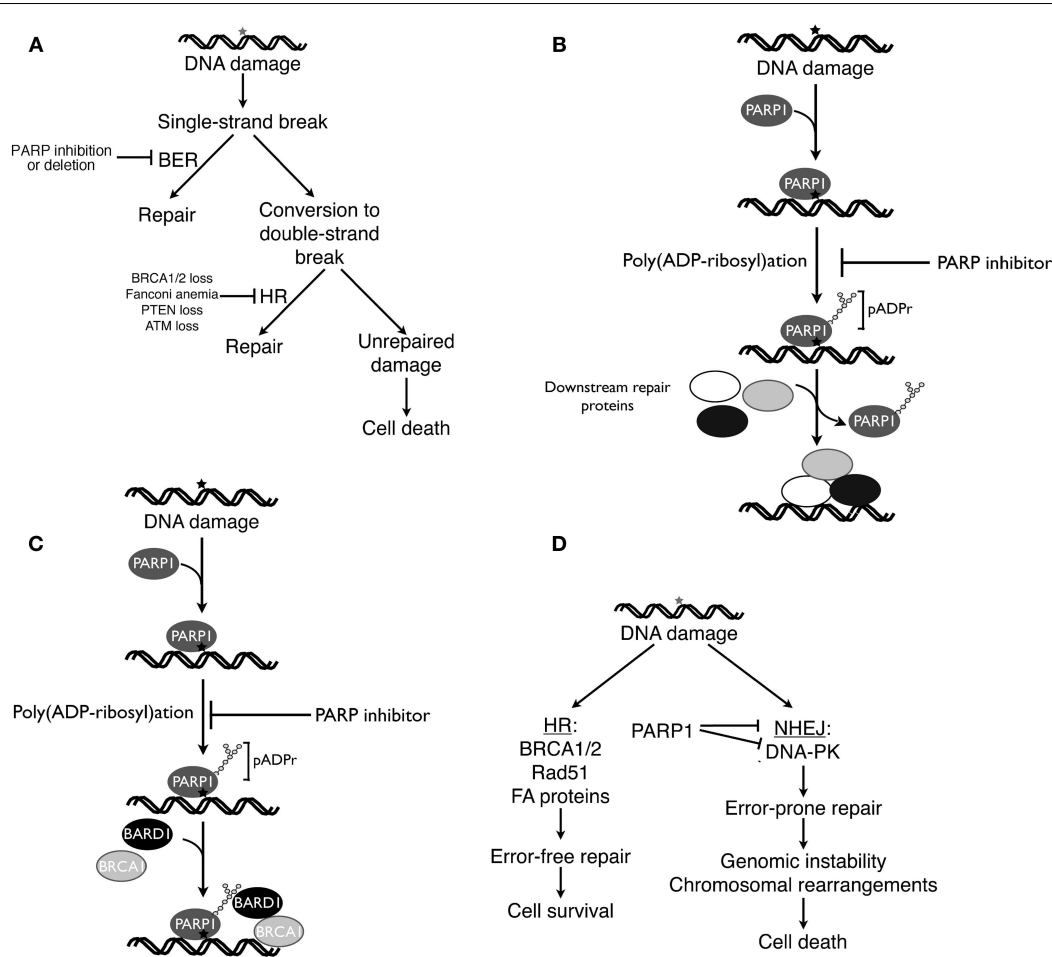 A
DNA damage
Single-strand break
PARP inhibition
or deletion
BER
Repair
Conversion to
double-strand
break
BRCA1/2 loss
Fanconi anemia
PTEN loss
ATM loss
HR
Repair
Unrepaired
damage
Cell death
B
DNA damage
PARP1
PARP1
Poly(ADP-ribosyl)ation
PARP inhibitor
pADPr
PARP1
Downstream repair
proteins
PARP1
C
DNA damage
PARP1
PARP1
Poly(ADP-ribosyl)ation
PARP inhibitor
pADPr
PARP1
BARD1
BRCA1
BARD1
PARP1
BRCA1
D
DNA damage
HR:
BRCA1/2
Rad51
FA proteins
Error-free repair
Cell survival
PARP1
NHEJ:
DNA-PK
Error-prone repair
Genomic instability
Chromosomal rearrangements
Cell death